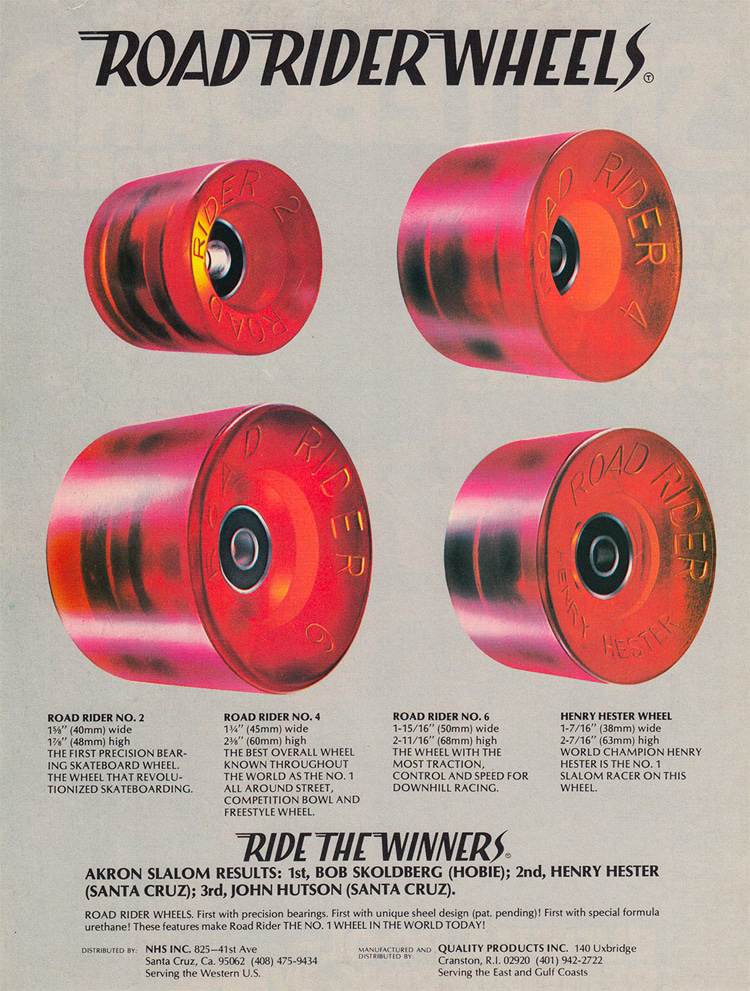 ROAD RIDER WHEELS
ROAD RIDER 2
ROAD RIDER 4
ROAD RIDER 6
ROAD RIDER
HENRY HESTER
ROAD RIDER NO. 2
1⅝" (40mm) wide
1⅞" (48mm) high
THE FIRST PRECISION BEAR-
ING SKATEBOARD WHEEL.
THE WHEEL THAT REVOLU-
TIONIZED SKATEBOARDING.
ROAD RIDER NO. 4
1¾" (45mm) wide
2⅜" (60mm) high
THE BEST OVERALL WHEEL
KNOWN THROUGHOUT
THE WORLD AS THE NO. 1
ALL AROUND STREET,
COMPETITION BOWL AND
FREESTYLE WHEEL.
ROAD RIDER NO. 6
1-15/16" (50mm) wide
2-11/16" (68mm) high
THE WHEEL WITH THE
MOST TRACTION,
CONTROL AND SPEED FOR
DOWNHILL RACING.
HENRY HESTER WHEEL
1-7/16" (38mm) wide
2-7/16" (63mm) high
WORLD CHAMPION HENRY
HESTER IS THE NO. 1
SLALOM RACER ON THIS
WHEEL.
RIDE THE WINNERS®
AKRON SLALOM RESULTS: 1st, BOB SKOLDBERG (HOBIE); 2nd, HENRY HESTER
(SANTA CRUZ); 3rd, JOHN HUTSON (SANTA CRUZ).
ROAD RIDER WHEELS. First with precision bearings. First with unique sheel design (pat. pending)! First with special formula
urethane! These features make Road Rider THE NO. 1 WHEEL IN THE WORLD TODAY!
DISTRIBUTED BY: NHS INC. 825–41st Ave
Santa Cruz, Ca. 95062 (408) 475-9434
Serving the Western U.S.
MANUFACTURED AND
DISTRIBUTED BY: QUALITY PRODUCTS INC. 140 Uxbridge
Cranston, R.I. 02920 (401) 942-2722
Serving the East and Gulf Coasts